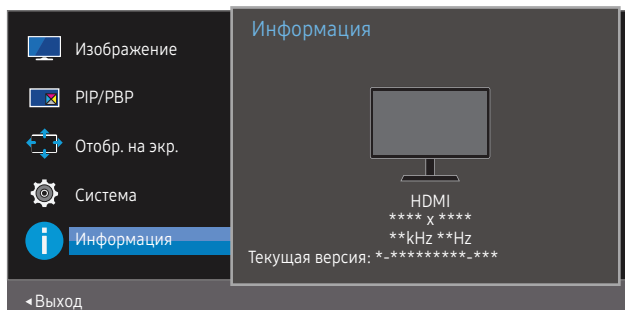 Изображение
PIP/PBP
Отобр. на экр.
Система
Информация
Информация
HDMI
**** x ****
**kHz **Hz
Текущая версия: *-*********-***
Выход